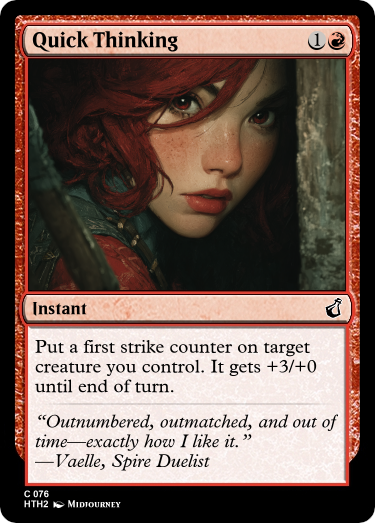 Quick Thinking 1
Instant
Put a first strike counter on target
creature you control. It gets +3/+0
until end of turn.
“Outnumbered, outmatched, and out of
time—exactly how I like it.”
—Vaelle, Spire Duelist
C 076
HTH2 Midjourney